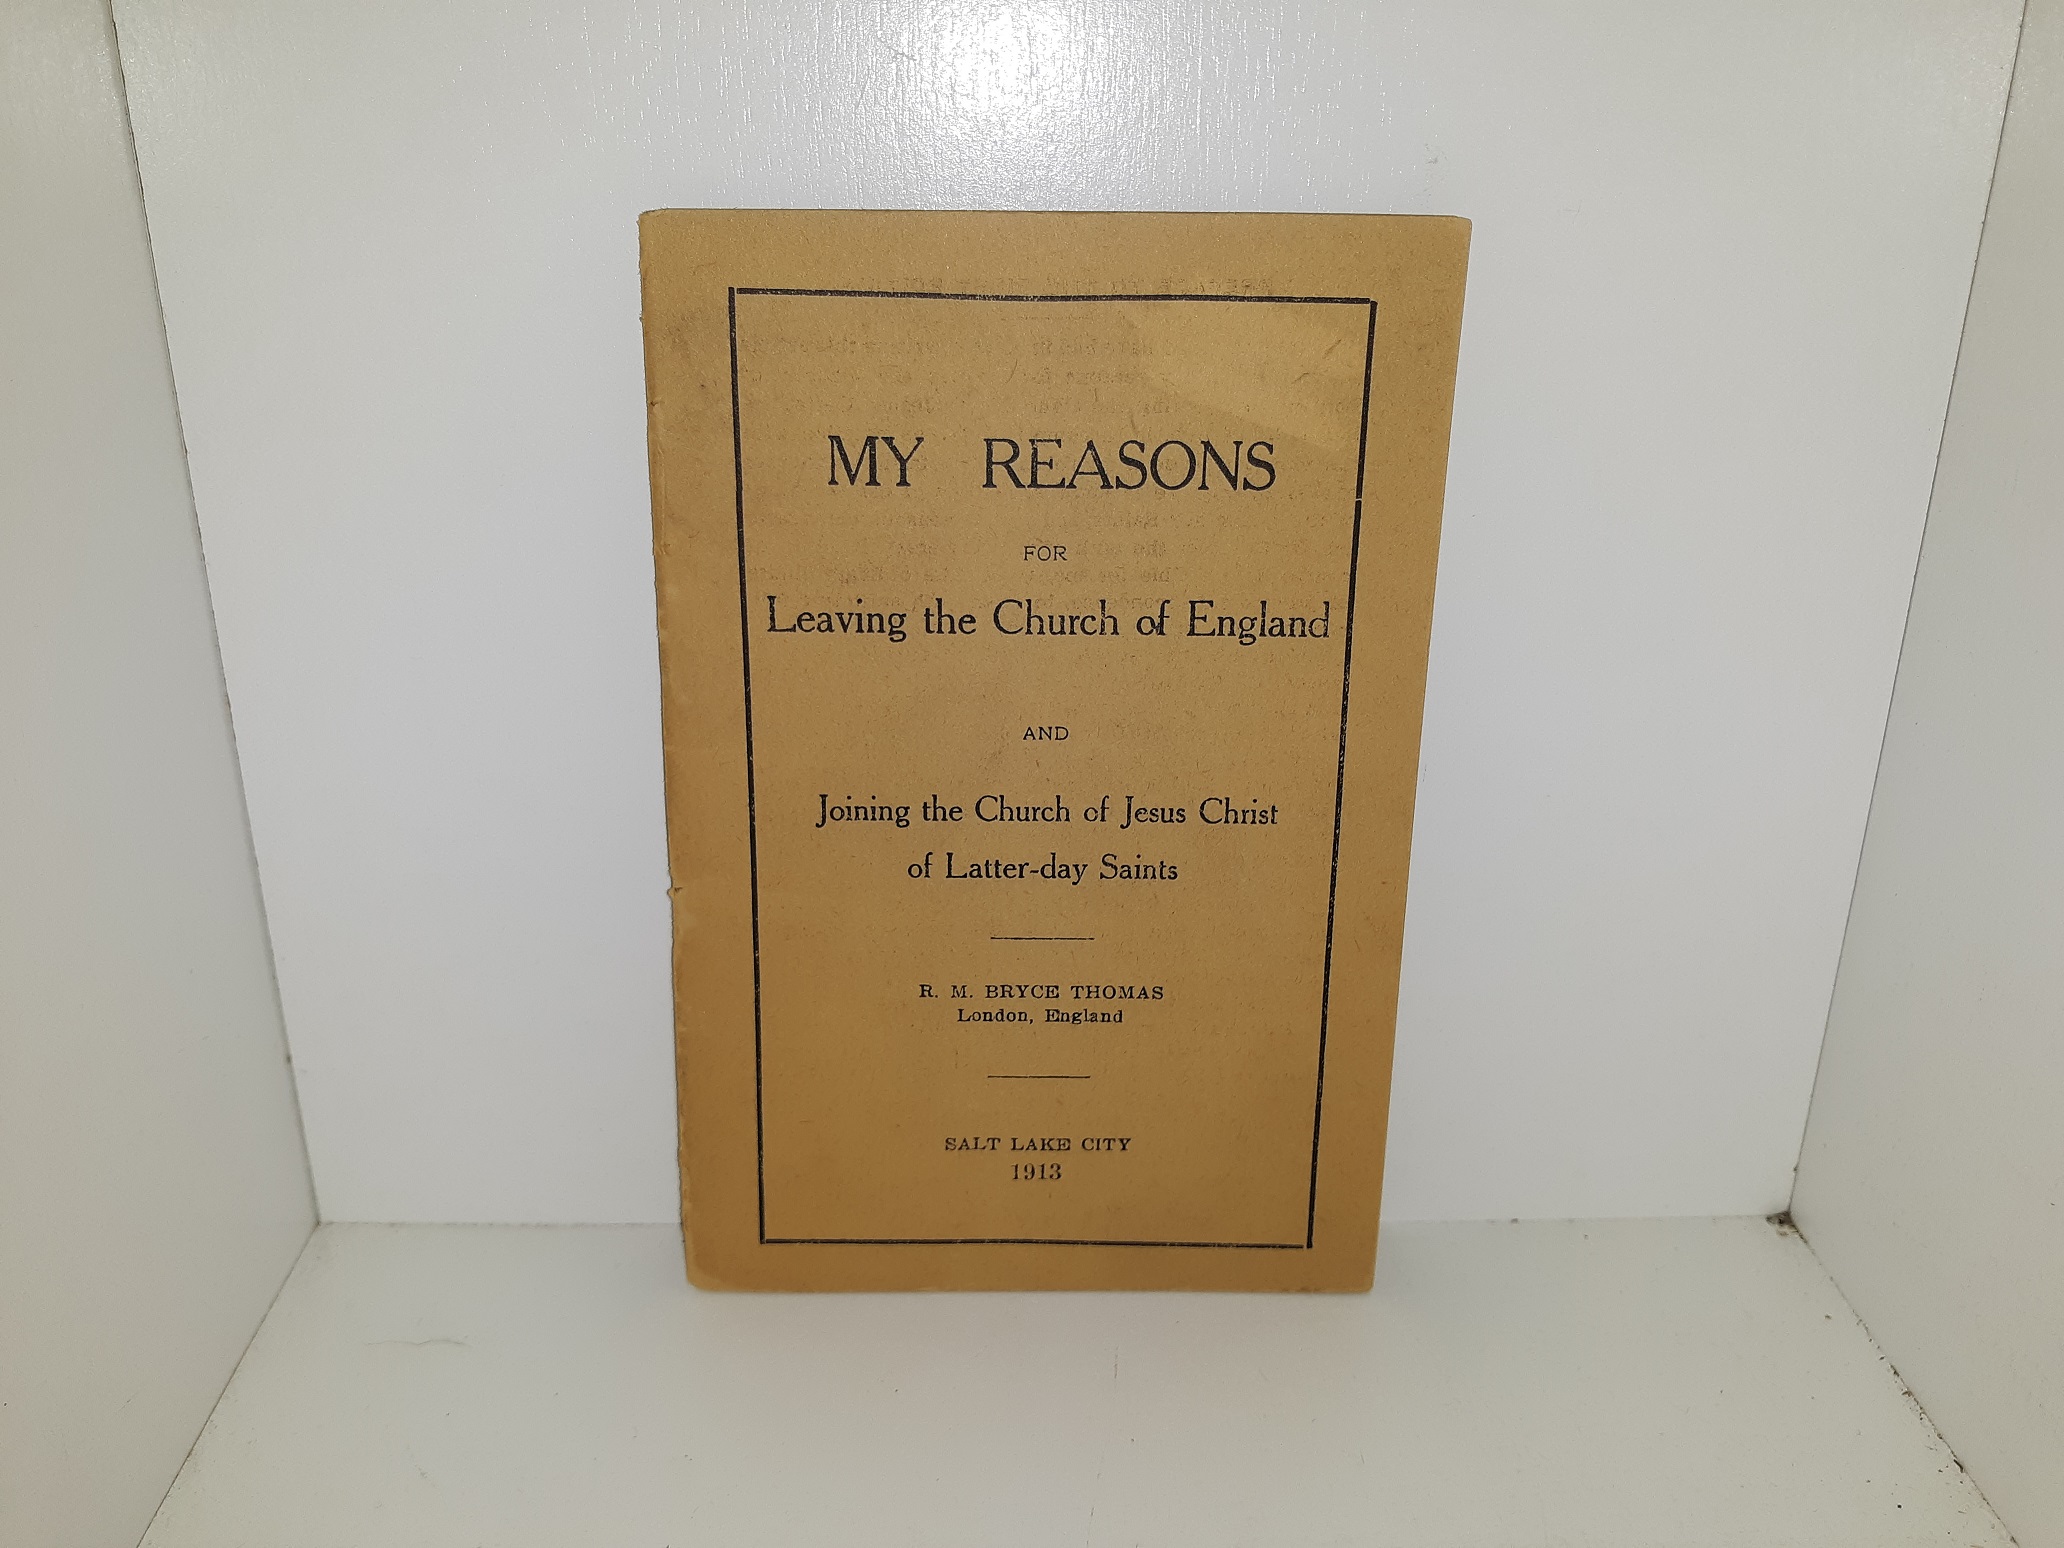 MY REASONS
FOR
Leaving the Church of England
AND
Joining the Church of Jesus Christ
of Latter-day Saints
R. M. BRYCE THOMAS
London, England
SALT LAKE CITY
1913